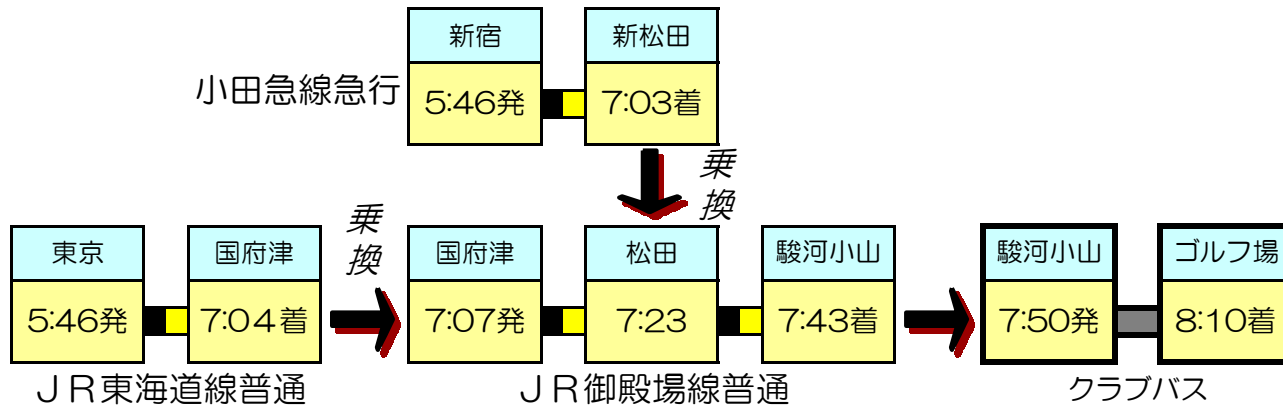 新宿 新松田
小田急線急行 5:46発 7:03着
乗換
乗換
東京 国府津 国府津 松田 駿河小山 駿河小山 ゴルフ場
5:46発 7:04着 7:07発 7:23 7:43着 7:50発 8:10着
JR東海道線普通 JR御殿場線普通 クラブバス